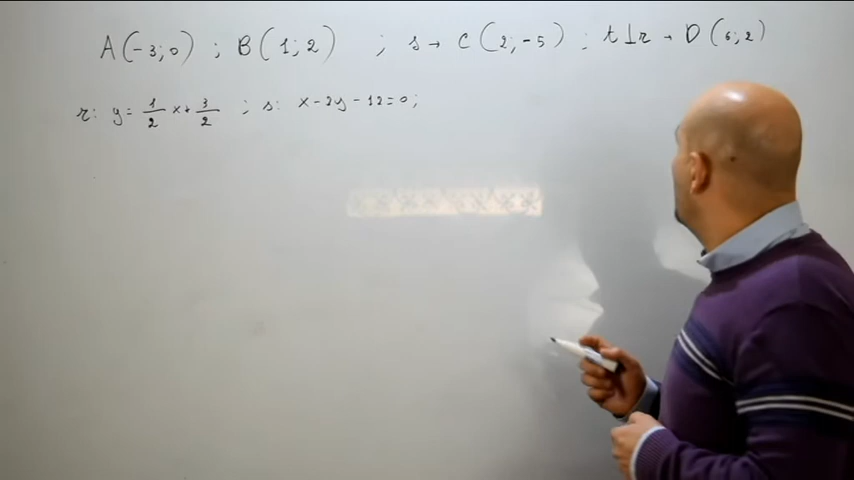 A(-3;0) ; B(1;2) ; s→ C(2;-5) ; t⊥r → D(6;2)
r: y= 1/2 x+ 3/2 ; s: x-2y-12=0;